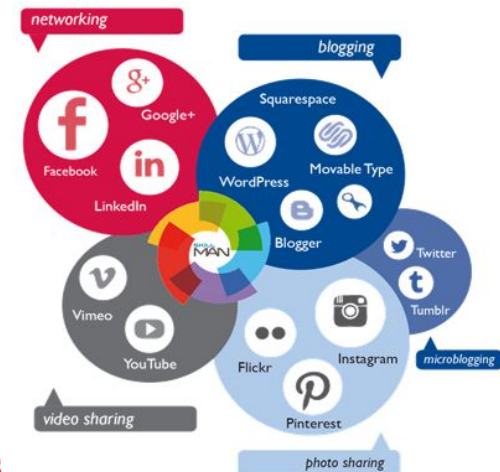 networking
blogging
g+
Google+
f
Facebook
in
LinkedIn
Squarespace
WordPress
Movable Type
Blogger
MAN
Twitter
t
Tumblr
Vimeo
YouTube
Flickr
Instagram
Pinterest
microblogging
video sharing
photo sharing